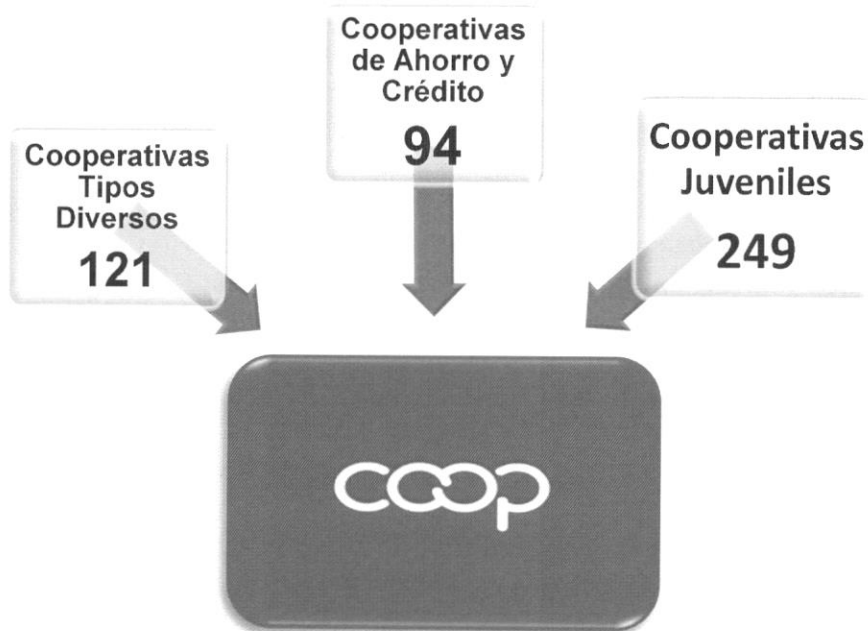 Cooperativas
de Ahorro y
Crédito
94
Cooperativas
Tipos
Diversos
121
Cooperativas
Juveniles
249
coop